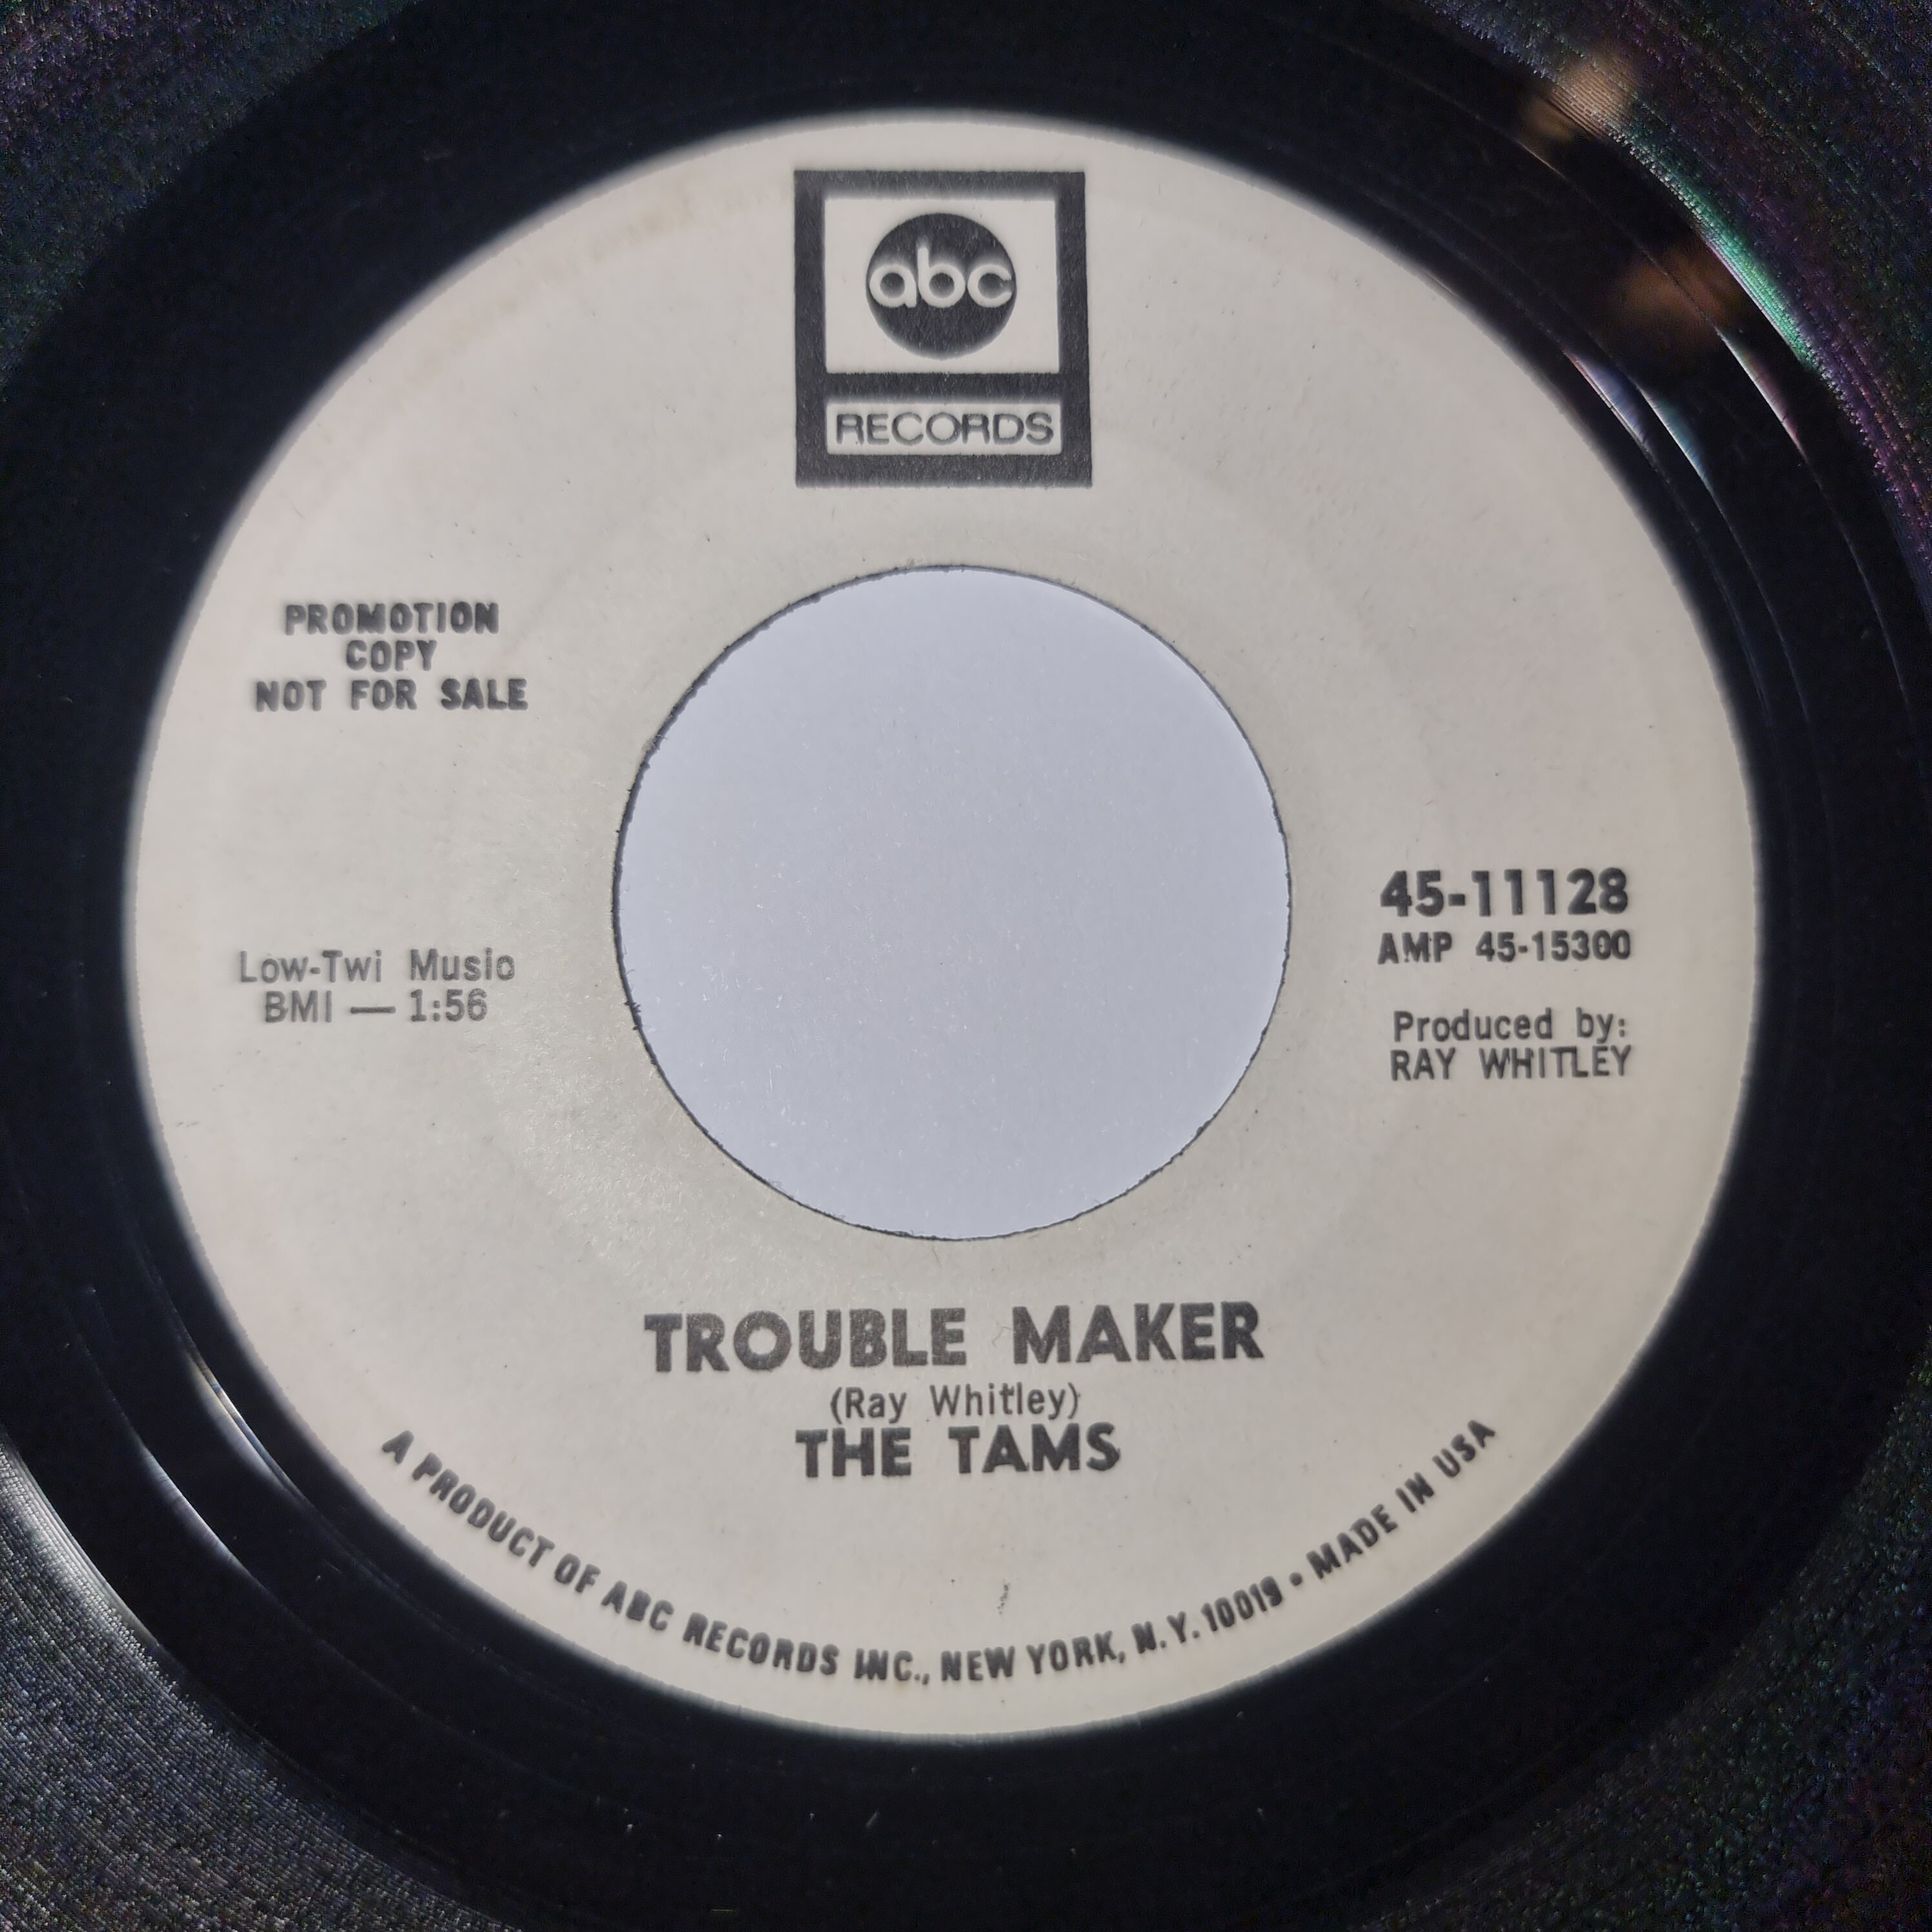 abc
RECORDS
PROMOTION
COPY
NOT FOR SALE
Low-Twi Music
BMI — 1:56
45-11128
AMP 45-15300
Produced by:
RAY WHITLEY
TROUBLE MAKER
(Ray Whitley)
THE TAMS
A PRODUCT OF ABC RECORDS INC., NEW YORK, N.Y. 10019 • MADE IN USA